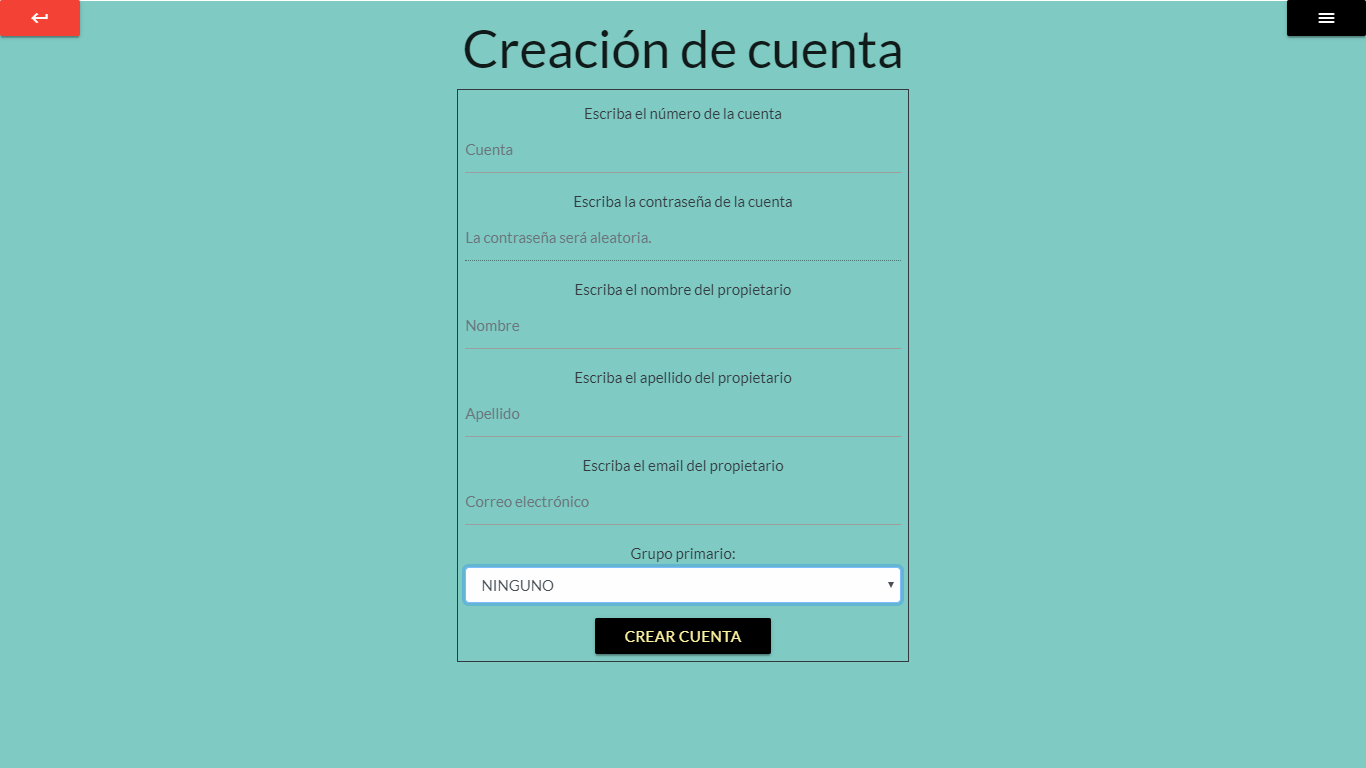 Creación de cuenta
Escriba el número de la cuenta
Cuenta
Escriba la contraseña de la cuenta
La contraseña será aleatoria.
Escriba el nombre del propietario
Nombre
Escriba el apellido del propietario
Apellido
Escriba el email del propietario
Correo electrónico
Grupo primario:
NINGUNO
CREAR CUENTA